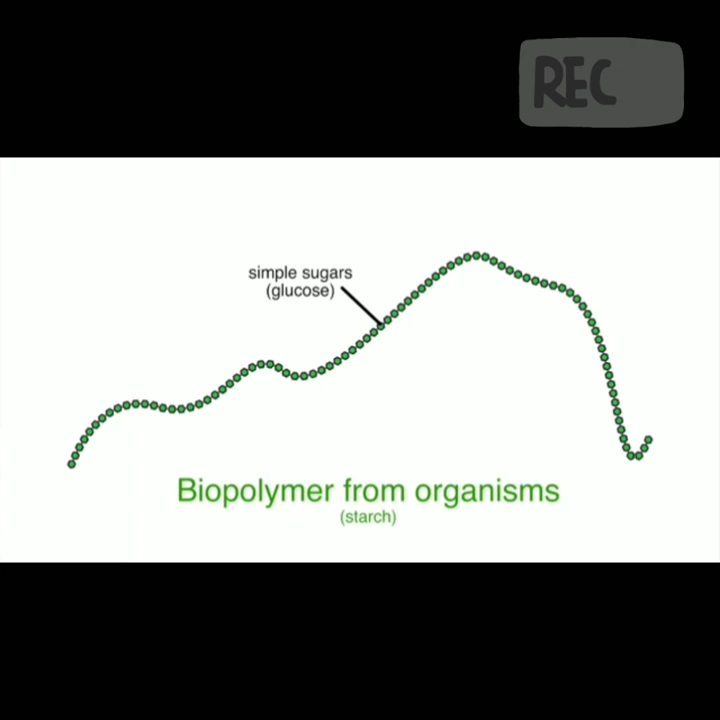 REC
simple sugars
(glucose)
Biopolymer from organisms
(starch)